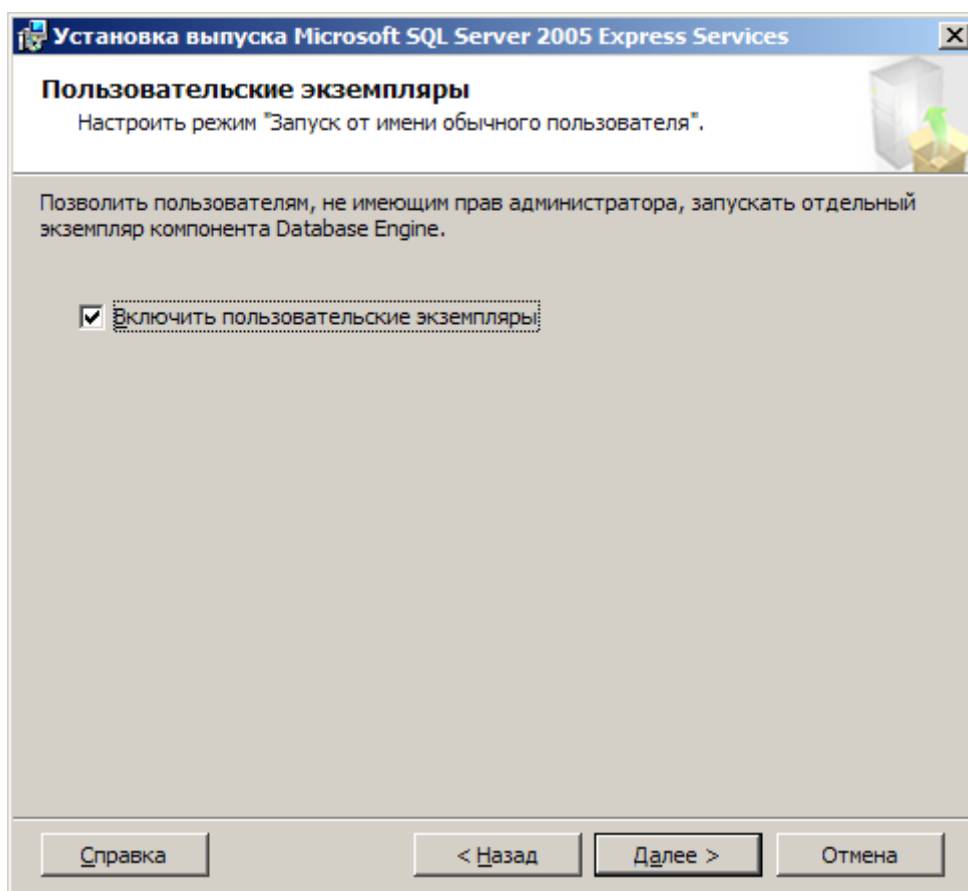 Установка выпуска Microsoft SQL Server 2005 Express Services
Пользовательские экземпляры
Настроить режим "Запуск от имени обычного пользователя".
Позволить пользователям, не имеющим прав администратора, запускать отдельный
экземпляр компонента Database Engine.
Включить пользовательские экземпляры
Справка
< Назад
Далее >
Отмена